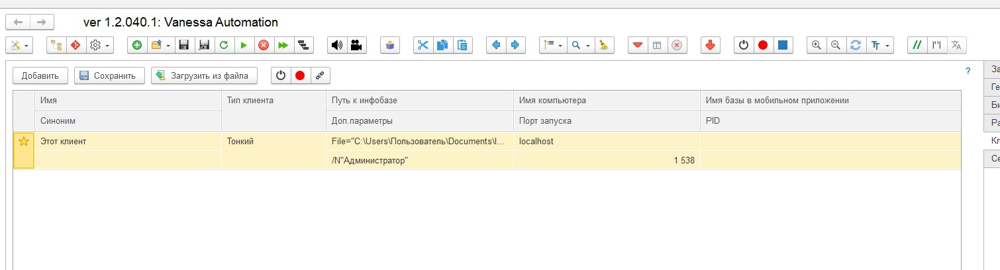 ver 1.2.040.1: Vanessa Automation
Добавить Сохранить Загрузить из файла ?
За
Ге
Би
Ра
Кл
Се
Имя Тип клиента Путь к инфобазе Имя компьютера Имя базы в мобильном приложении
Синоним Доп.параметры Порт запуска PID
Этот клиент Тонкий File="C:\Users\Пользователь\Documents\I... localhost
/N"Администратор" 1 538